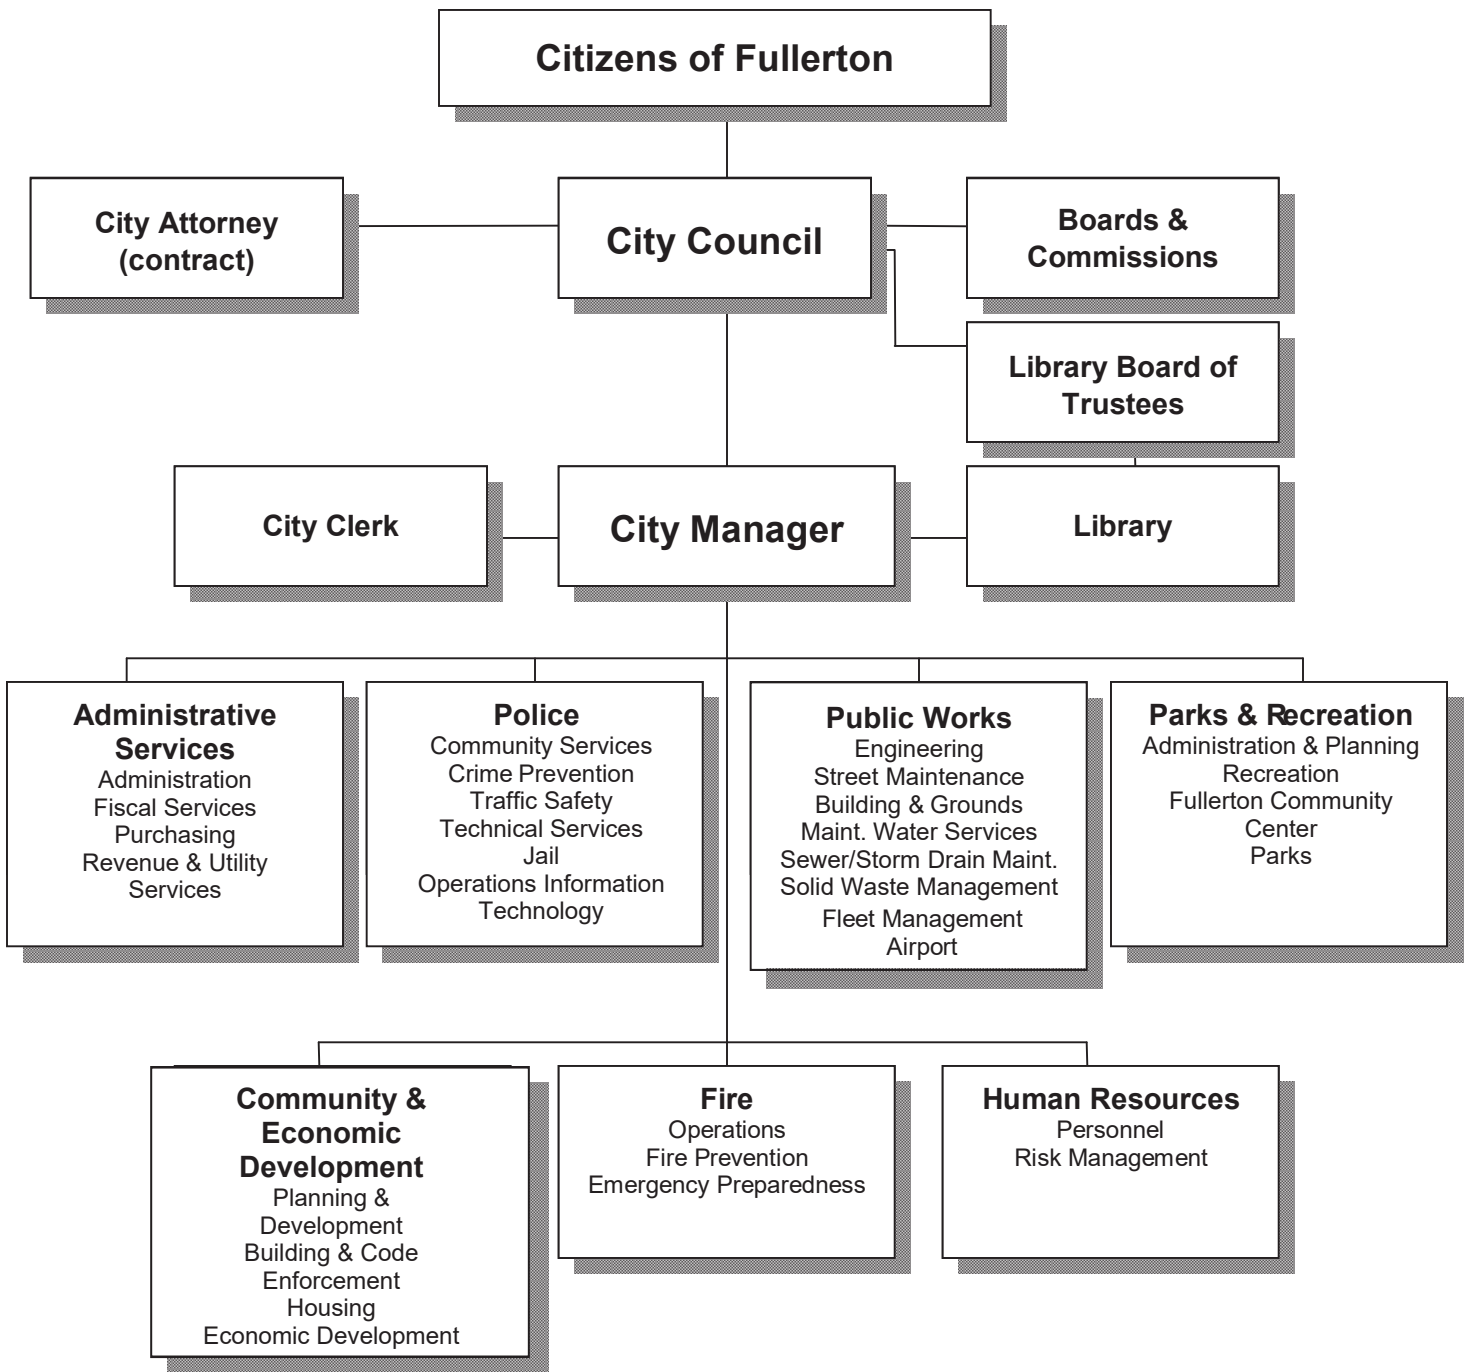 Citizens of Fullerton
City Attorney
(contract)
City Council
Boards &
Commissions
Library Board of
Trustees
City Clerk
City Manager
Library
Administrative
Services
Administration
Fiscal Services
Purchasing
Revenue & Utility
Services
Police
Community Services
Crime Prevention
Traffic Safety
Technical Services
Jail
Operations Information
Technology
Public Works
Engineering
Street Maintenance
Building & Grounds
Maint. Water Services
Sewer/Storm Drain Maint.
Solid Waste Management
Fleet Management
Airport
Parks & Recreation
Administration & Planning
Recreation
Fullerton Community
Center
Parks
Community &
Economic
Development
Planning &
Development
Building & Code
Enforcement
Housing
Economic Development
Fire
Operations
Fire Prevention
Emergency Preparedness
Human Resources
Personnel
Risk Management